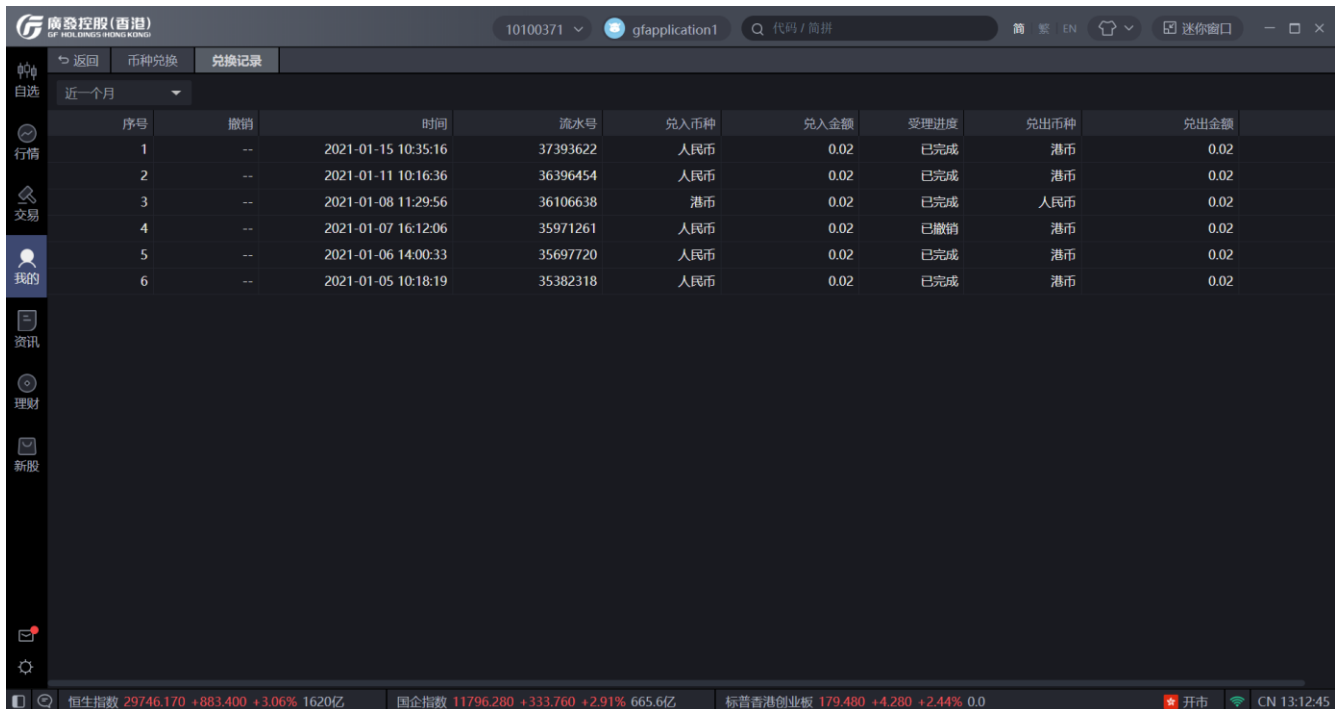 廣發控股(香港) 10100371 gfapplication1 代码 / 简拼 简 繁 EN 迷你窗口
GF HOLDINGS (HONG KONG)
返回 币种兑换 兑换记录
近一个月
序号 撤销 时间 流水号 兑入币种 兑入金额 受理进度 兑出币种 兑出金额
1 -- 2021-01-15 10:35:16 37393622 人民币 0.02 已完成 港币 0.02
2 -- 2021-01-11 10:16:36 36396454 人民币 0.02 已完成 港币 0.02
3 -- 2021-01-08 11:29:56 36106638 港币 0.02 已完成 人民币 0.02
4 -- 2021-01-07 16:12:06 35971261 人民币 0.02 已撤销 港币 0.02
5 -- 2021-01-06 14:00:33 35697720 人民币 0.02 已完成 港币 0.02
6 -- 2021-01-05 10:18:19 35382318 人民币 0.02 已完成 港币 0.02
自选
行情
交易
我的
资讯
理财
新股
恒生指数 29746.170 +883.400 +3.06% 1620亿 国企指数 11796.280 +333.760 +2.91% 665.6亿 标普香港创业板 179.480 +4.280 +2.44% 0.0 开市 CN 13:12:45